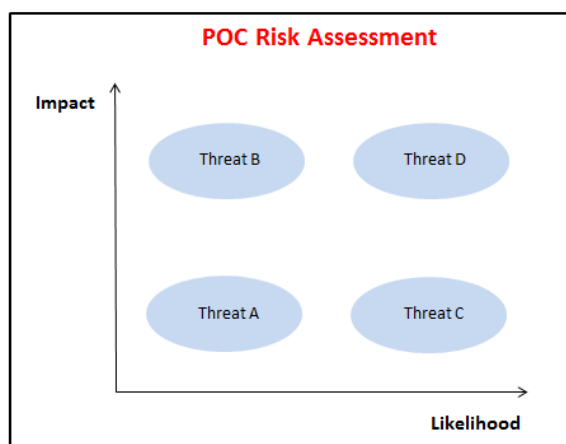 POC Risk Assessment
Impact
Threat B
Threat D
Threat A
Threat C
Likelihood